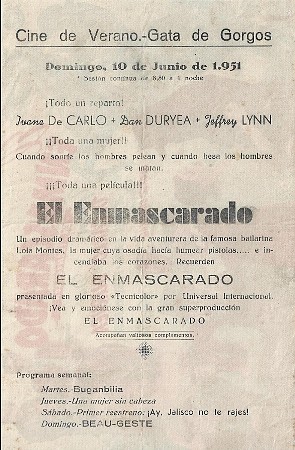 Cine de Verano.-Gata de Gorgos
Domingo, 10 de Junio de 1.951
* Sesión continua de 6,30 a 1 noche
¡Todo un reparto!
Ivone De CARLO + Dan DURYEA + Jeffrey LYNN
¡¡Toda una mujer!!
Cuando sonrie los hombres pelean y cuando besa los hombres
se matan.
¡¡¡Toda una película!!!
El Enmascarado
Un episodio dramático en la vida aventurera de la famosa bailarina
Lola Montes, la mujer cuya osadía hacía humear pistolas..... e in-
cendiaba los corazones. Recuerden
EL ENMASCARADO
presentada en glorioso «Tecnicolor» por Universal Internacional.
¡Vea y emociónese con la gran superproducción
EL ENMASCARADO
Acompañan valiosos complementos.
Programa semanal:
Martes.-Buganbilia
Jueves.-Una mujer sin cabeza
Sábado.-Primer reestreno: ¡Ay, Jalisco no te rajes!
Domingo.-BEAU-GESTE